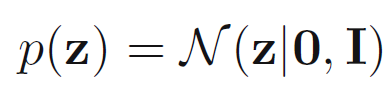 p(𝐳) = 𝒩(𝐳|𝟎, 𝐈)